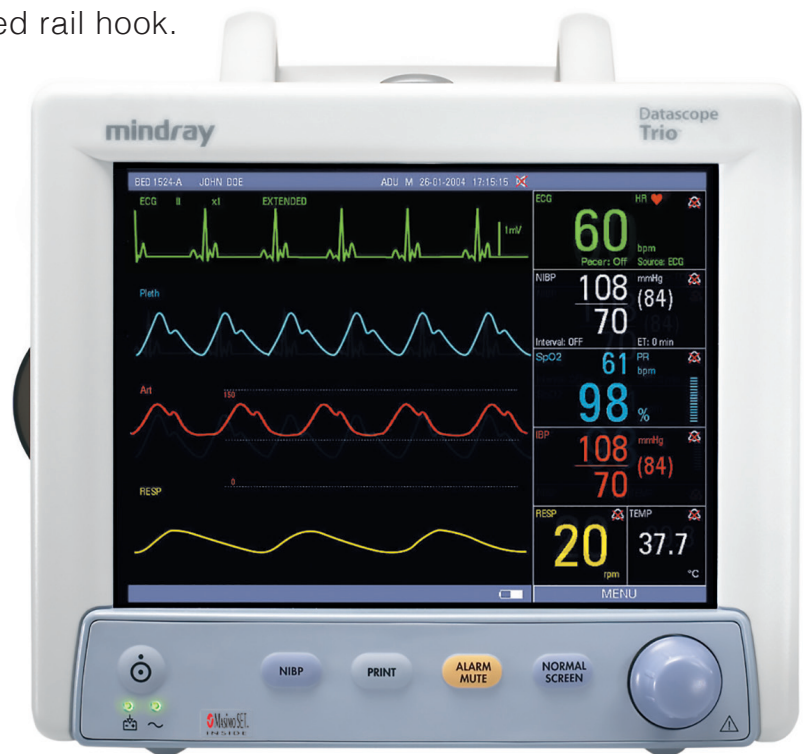 ed rail hook.
mindray
Datascope
Trio
BED 1524-A JOHN DOE ADU M 26-01-2004 17:15:15
ECG II x1 EXTENDED
1mV
Pleth
Art
150
0
RESP
ECG HR
60 bpm
Pacer: Off Source: ECG
NIBP mmHg
108
70
(84)
Interval: OFF ET: 0 min
SpO2 61 PR
bpm
98 %
IBP mmHg
108
70
(84)
RESP
20
rpm
TEMP
37.7
°C
MENU
NIBP
PRINT
ALARM
MUTE
NORMAL
SCREEN
Masimo SET
INSIDE